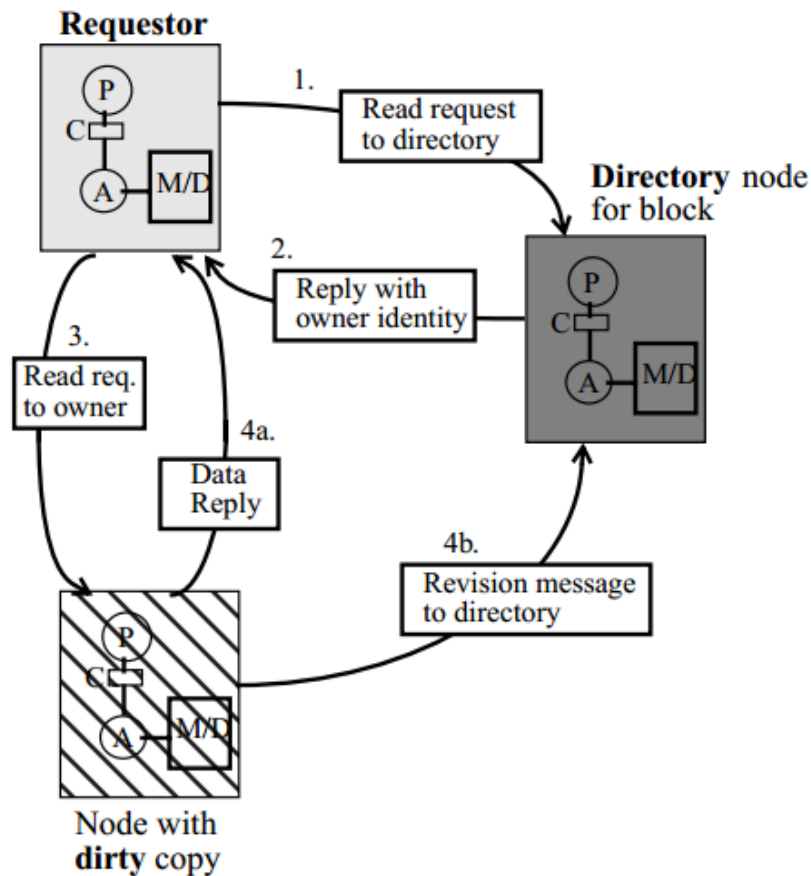 Requestor
P
C
A
M/D
1.
Read request
to directory
Directory node
for block
2.
Reply with
owner identity
P
C
A
M/D
3.
Read req.
to owner
4a.
Data
Reply
4b.
Revision message
to directory
P
C
A
M/D
Node with
dirty copy